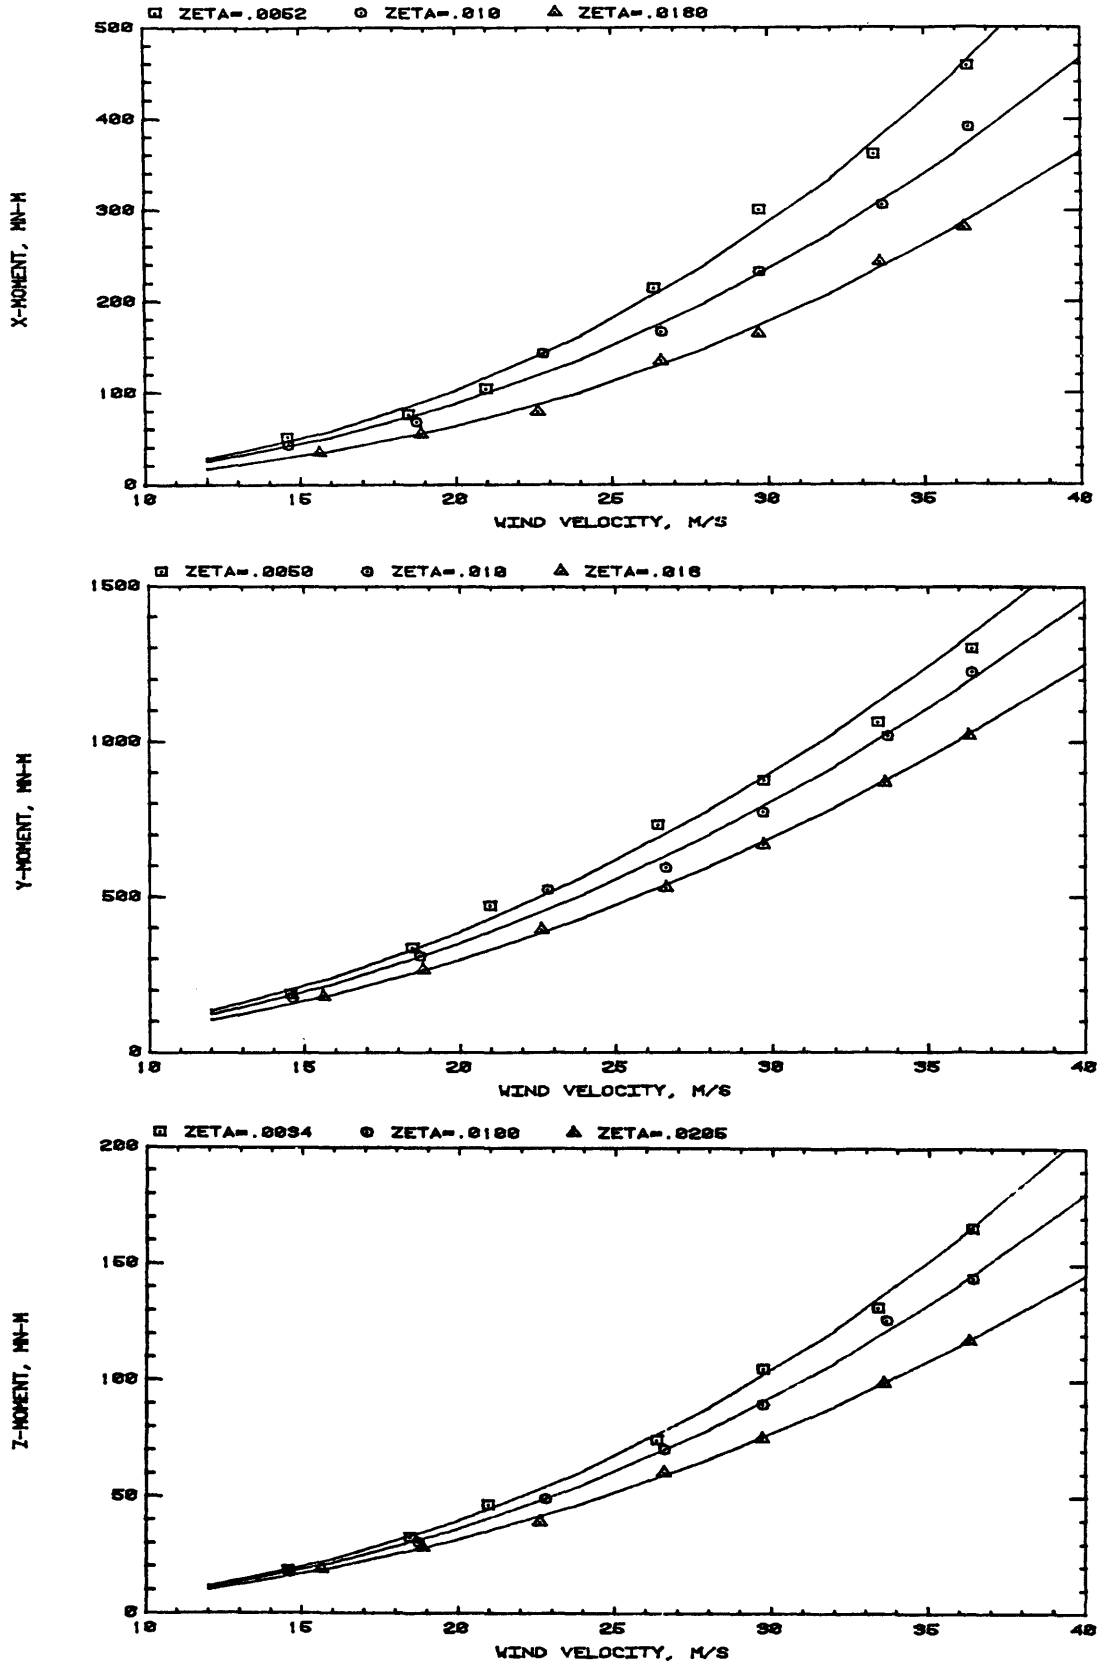 ZETA=.0052 ZETA=.010 ZETA=.0180
500
400
300
200
100
0
X-MOMENT, MN-M
10 15 20 25 30 35 40
WIND VELOCITY, M/S
ZETA=.0050 ZETA=.010 ZETA=.016
1500
1000
500
0
Y-MOMENT, MN-M
10 15 20 25 30 35 40
WIND VELOCITY, M/S
ZETA=.0094 ZETA=.0100 ZETA=.0205
200
150
100
50
0
Z-MOMENT, MN-M
10 15 20 25 30 35 40
WIND VELOCITY, M/S